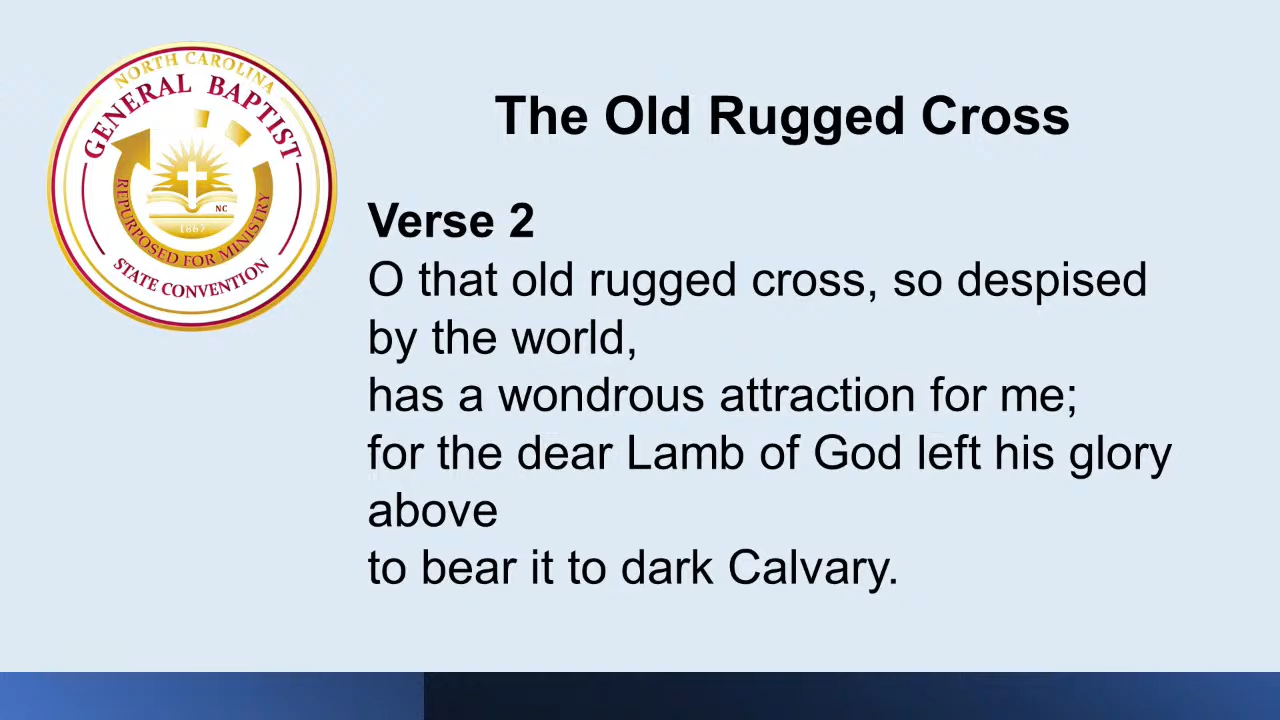 NORTH CAROLINA
GENERAL BAPTIST
REPURPOSED FOR MINISTRY
NC
1867
STATE CONVENTION
The Old Rugged Cross
Verse 2
O that old rugged cross, so despised
by the world,
has a wondrous attraction for me;
for the dear Lamb of God left his glory
above
to bear it to dark Calvary.